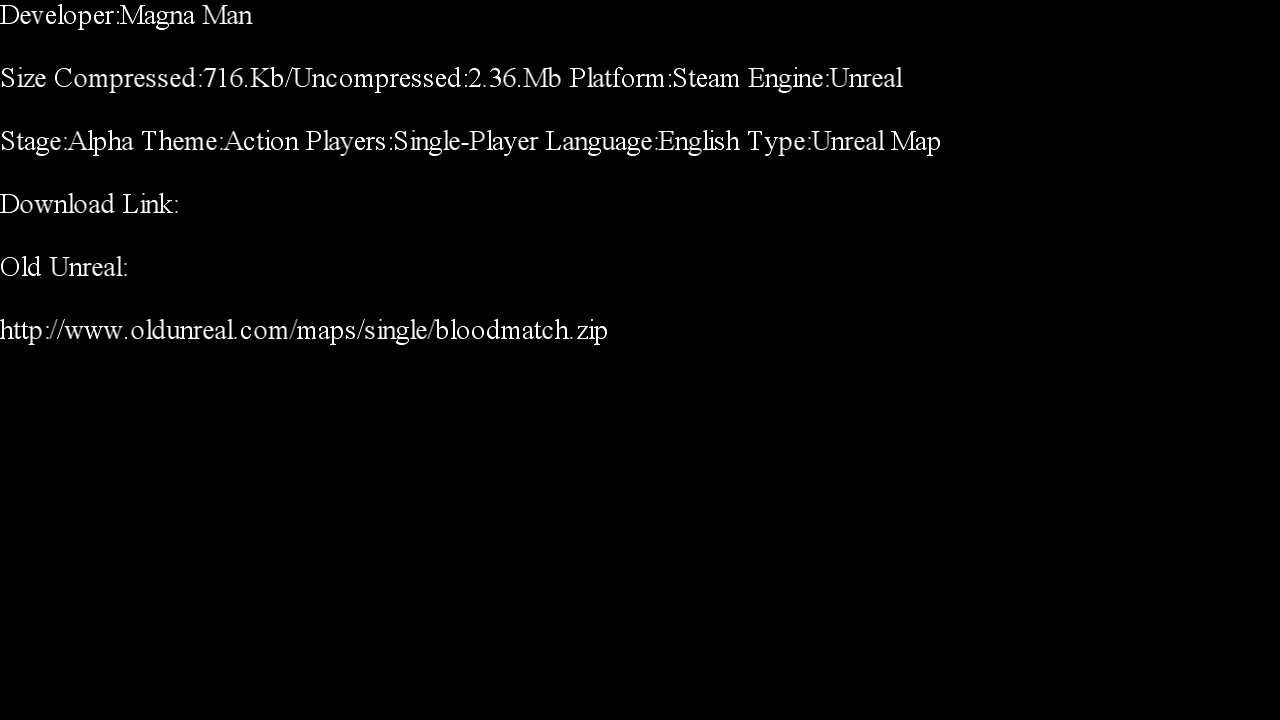 Developer:Magna Man
Size Compressed:716.Kb/Uncompressed:2.36.Mb Platform:Steam Engine:Unreal
Stage:Alpha Theme:Action Players:Single-Player Language:English Type:Unreal Map
Download Link:
Old Unreal:
http://www.oldunreal.com/maps/single/bloodmatch.zip